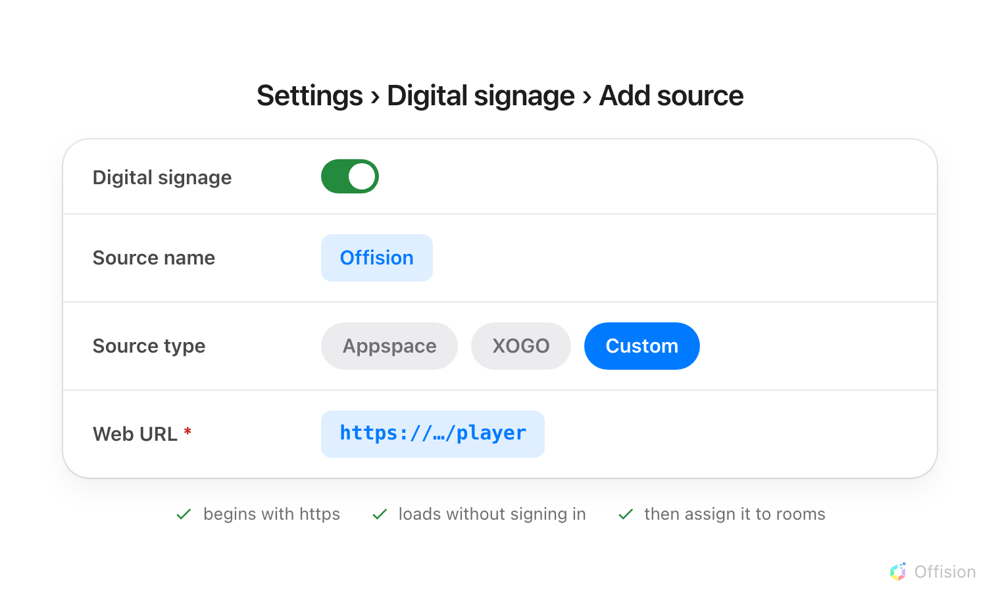 Settings › Digital signage › Add source
Digital signage
Source name
Offision
Source type
Appspace
XOGO
Custom
Web URL *
https://…/player
begins with https
loads without signing in
then assign it to rooms
Offision